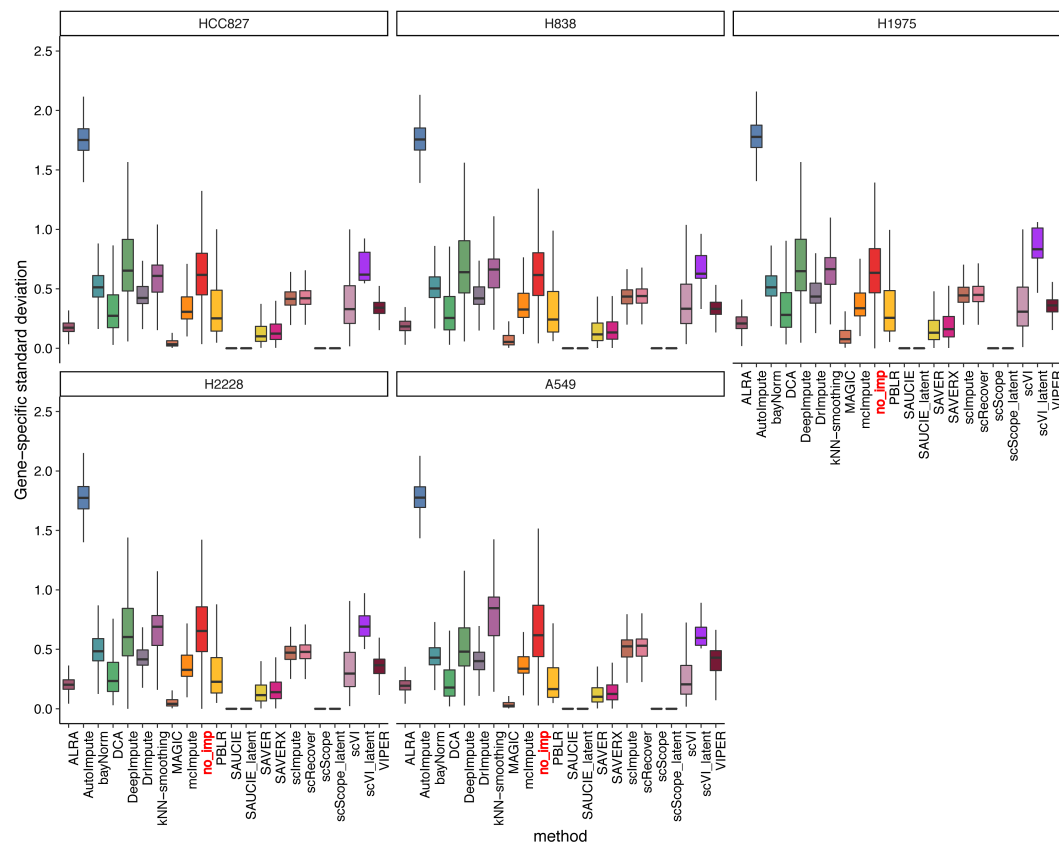 HCC827
H838
H1975
Gene−specific standard deviation
2.5
2.0
1.5
1.0
0.5
0.0
ALRA
AutoImpute
bayNorm
DCA
DeepImpute
DrImpute
kNN−smoothing
MAGIC
mcImpute
no_imp
PBLR
SAUCIE
SAUCIE_latent
SAVER
SAVERX
scImpute
scRecover
scScope
scScope_latent
scVI
scVI_latent
VIPER
H2228
A549
2.5
2.0
1.5
1.0
0.5
0.0
ALRA
AutoImpute
bayNorm
DCA
DeepImpute
DrImpute
kNN−smoothing
MAGIC
mcImpute
no_imp
PBLR
SAUCIE
SAUCIE_latent
SAVER
SAVERX
scImpute
scRecover
scScope
scScope_latent
scVI
scVI_latent
VIPER
ALRA
AutoImpute
bayNorm
DCA
DeepImpute
DrImpute
kNN−smoothing
MAGIC
mcImpute
no_imp
PBLR
SAUCIE
SAUCIE_latent
SAVER
SAVERX
scImpute
scRecover
scScope
scScope_latent
scVI
scVI_latent
VIPER
method